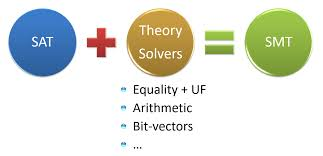 SAT
Theory
Solvers
SMT
Equality + UF
Arithmetic
Bit-vectors
...